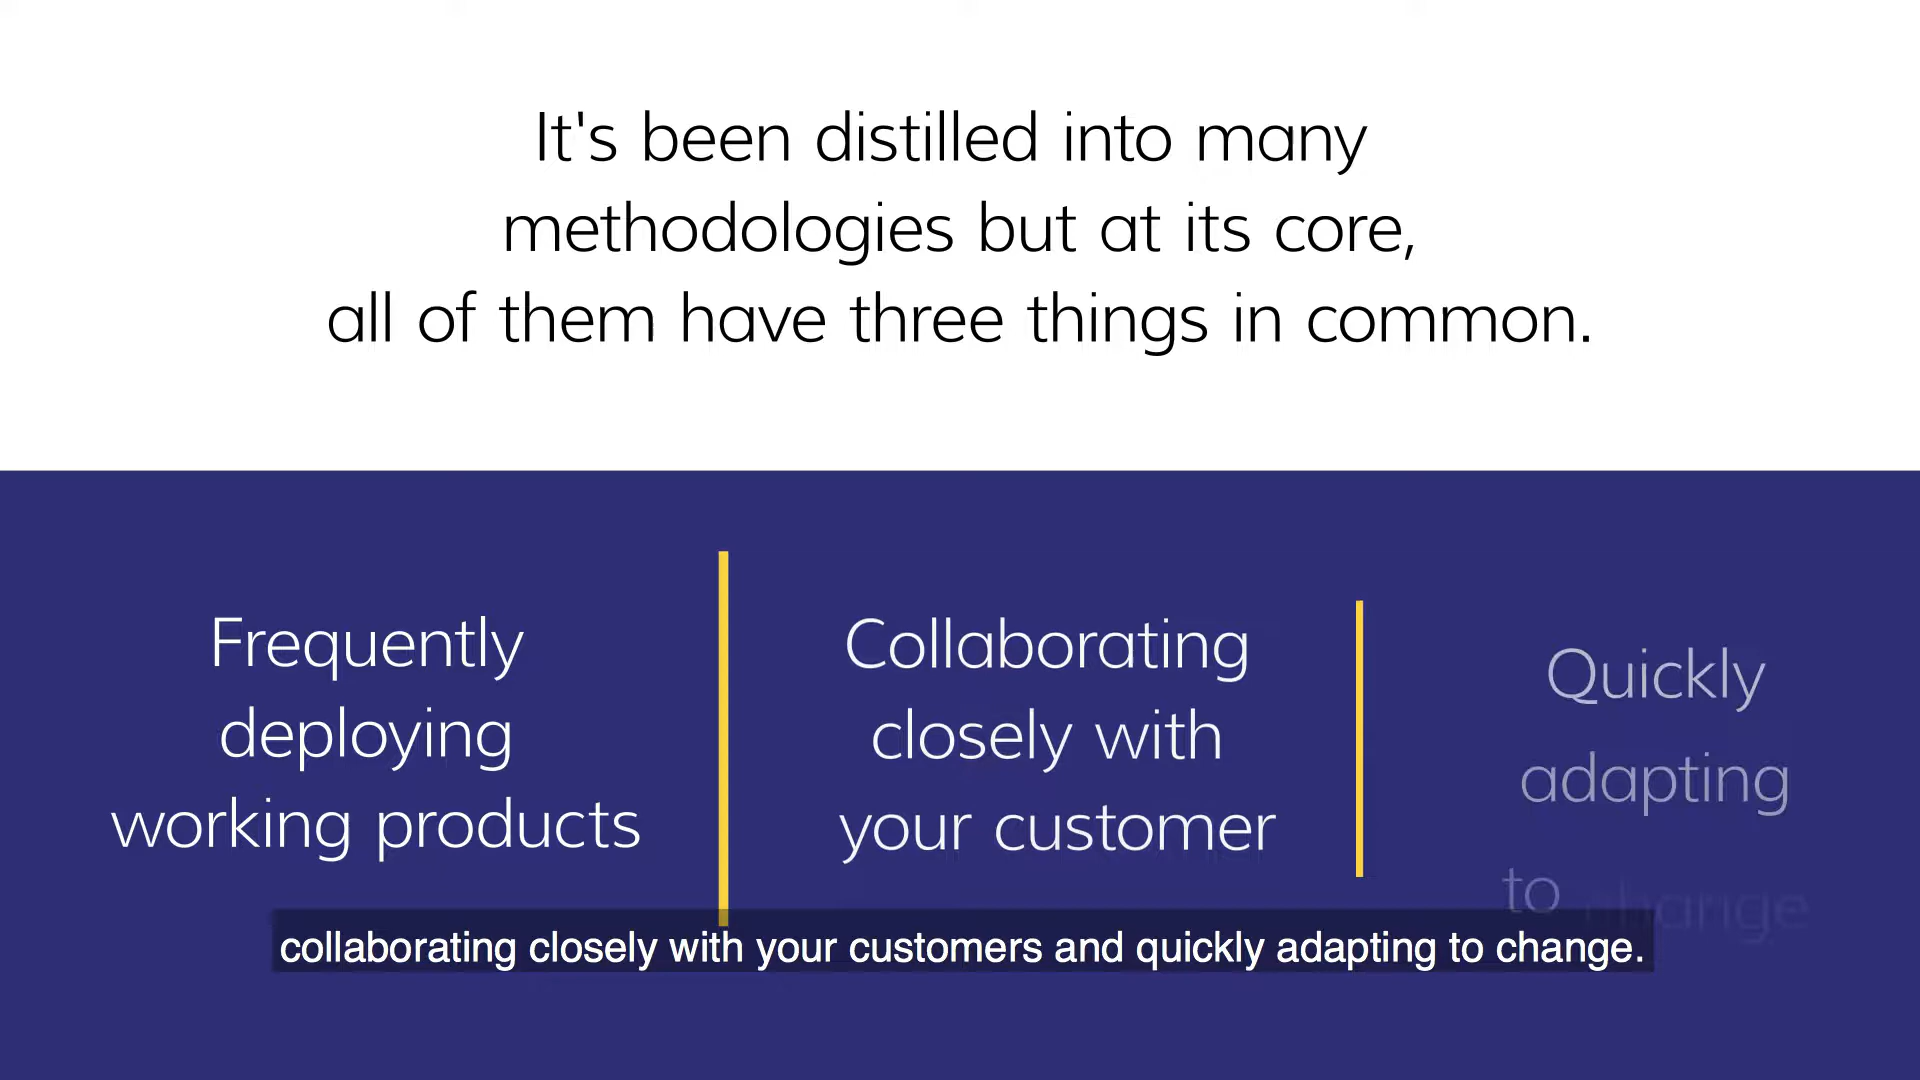 It's been distilled into many
methodologies but at its core,
all of them have three things in common.
Frequently
deploying
working products
Collaborating
closely with
your customer
Quickly
adapting
to change
collaborating closely with your customers and quickly adapting to change.